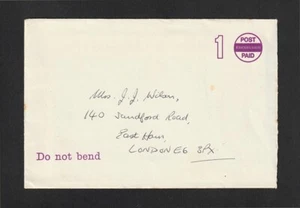 1
POST
PAID
Mrs. J. J. Wilson,
140 Sandford Road,
East Ham
LONDON E6 3QX
Do not bend